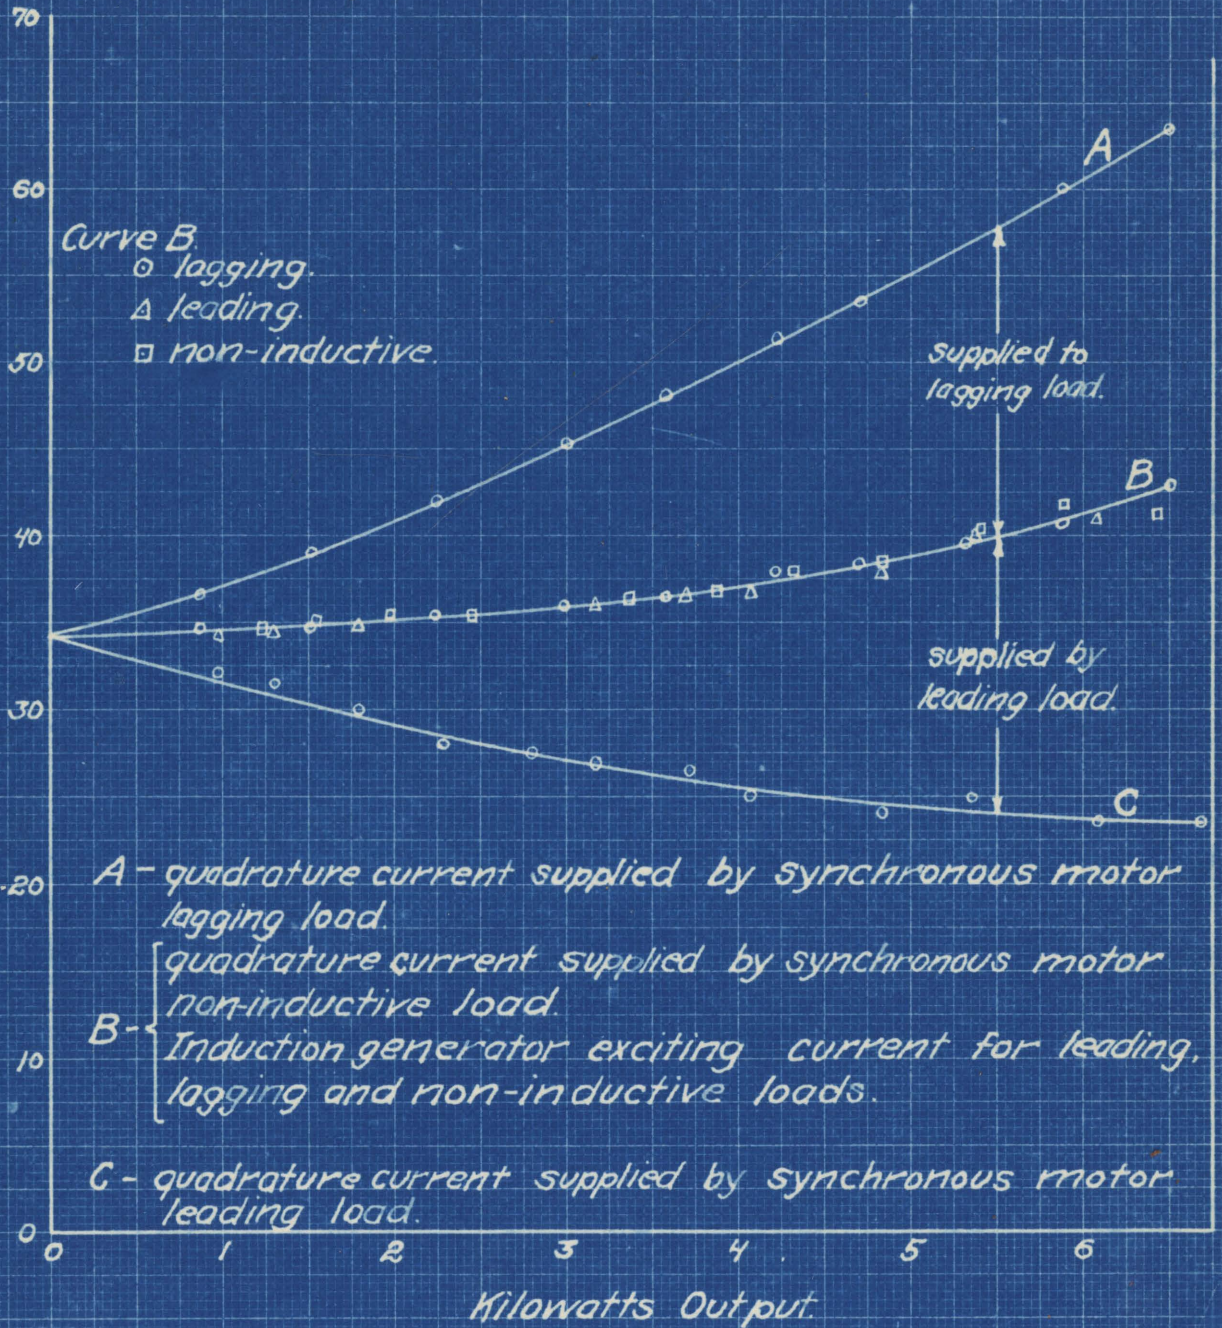 70
60
50
40
30
20
10
0
Curve B.
lagging.
leading.
non-inductive.
A
supplied to
lagging load.
B
supplied by
leading load.
C
A - quadrature current supplied by synchronous motor
lagging load.
B - quadrature current supplied by synchronous motor
non-inductive load.
Induction generator exciting current for leading,
lagging and non-inductive loads.
C - quadrature current supplied by synchronous motor
leading load.
0 1 2 3 4 5 6
Kilowatts Output.